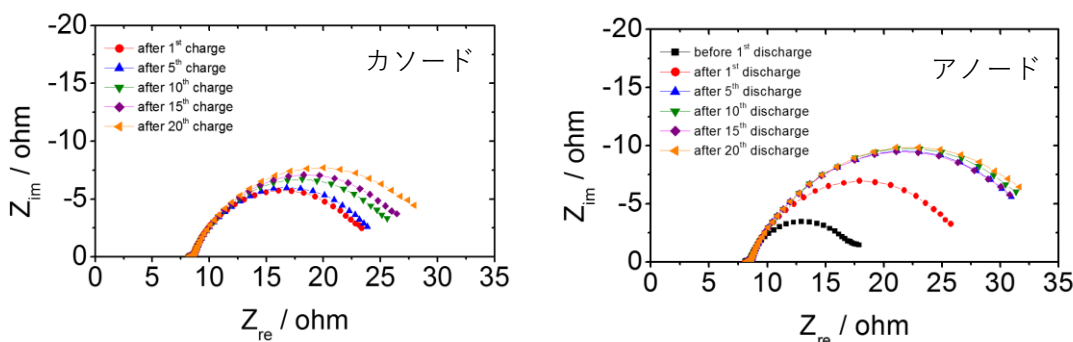 -20
-15
-10
-5
0
Z_im / ohm
after 1st charge
after 5th charge
after 10th charge
after 15th charge
after 20th charge
カソード
0 5 10 15 20 25 30 35
Z_re / ohm
-20
-15
-10
-5
0
Z_im / ohm
before 1st discharge
after 1st discharge
after 5th discharge
after 10th discharge
after 15th discharge
after 20th discharge
アノード
0 5 10 15 20 25 30 35
Z_re / ohm